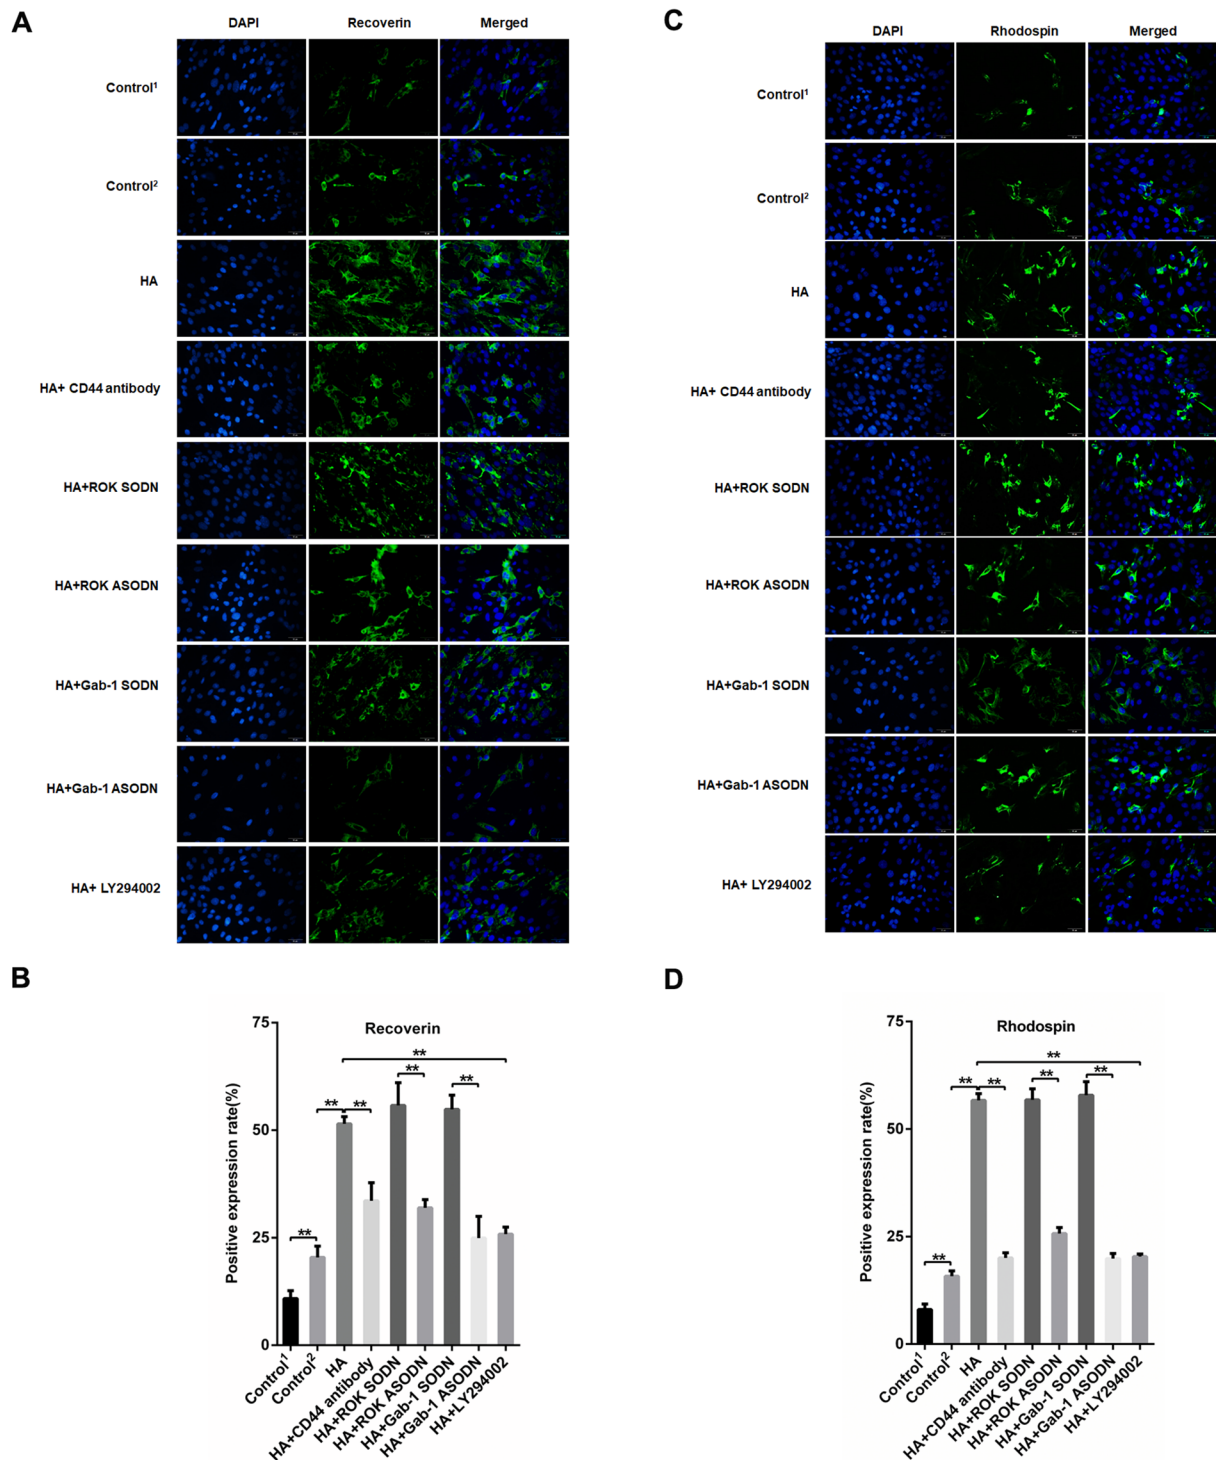 A
DAPI Recoverin Merged
Control¹
Control²
HA
HA+ CD44 antibody
HA+ROK SODN
HA+ROK ASODN
HA+Gab-1 SODN
HA+Gab-1 ASODN
HA+ LY294002
C
DAPI Rhodospin Merged
Control¹
Control²
HA
HA+ CD44 antibody
HA+ROK SODN
HA+ROK ASODN
HA+Gab-1 SODN
HA+Gab-1 ASODN
HA+ LY294002
B
Recoverin
Positive expression rate(%)
75
50
25
0
**
**
**
**
**
**
Control¹
Control²
HA
HA+CD44 antibody
HA+ROK SODN
HA+ROK ASODN
HA+Gab-1 SODN
HA+Gab-1 ASODN
HA+LY294002
D
Rhodospin
Positive expression rate(%)
75
50
25
0
**
**
**
**
**
**
Control¹
Control²
HA
HA+CD44 antibody
HA+ROK SODN
HA+ROK ASODN
HA+Gab-1 SODN
HA+Gab-1 ASODN
HA+LY294002